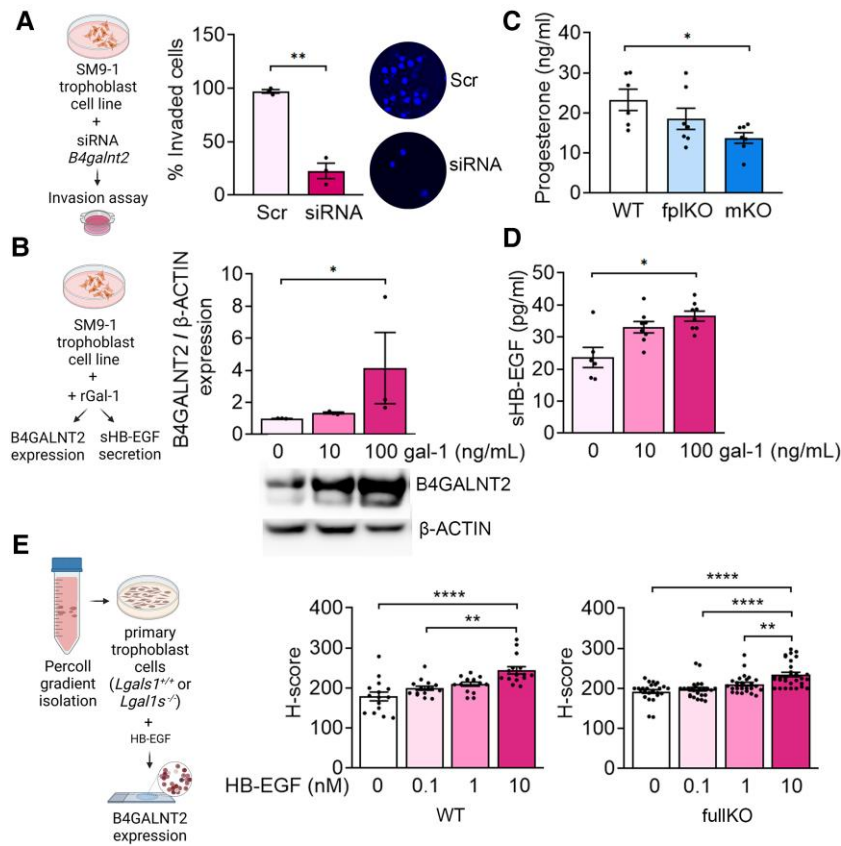 A
SM9-1
trophoblast
cell line
+
siRNA
B4galnt2
Invasion assay
% Invaded cells
150
100
50
0
**
Scr
siRNA
Scr
siRNA
C
Progesterone (ng/ml)
40
30
20
10
0
*
WT
fplKO
mKO
B
SM9-1
trophoblast
cell line
+
+ rGal-1
B4GALNT2
expression
sHB-EGF
secretion
B4GALNT2 / β-ACTIN
expression
10
8
6
4
2
0
*
0 10 100 gal-1 (ng/mL)
B4GALNT2
β-ACTIN
D
sHB-EGF (pg/ml)
60
50
40
30
20
10
0
*
0 10 100 gal-1 (ng/mL)
E
Percoll
gradient
isolation
primary
trophoblast
cells
(Lgals1+/+ or
Lgal1s-/-)
+
HB-EGF
B4GALNT2
expression
H-score
400
300
200
100
0
****
**
HB-EGF (nM) 0 0.1 1 10
WT
H-score
400
300
200
100
0
****
****
**
0 0.1 1 10
fullKO